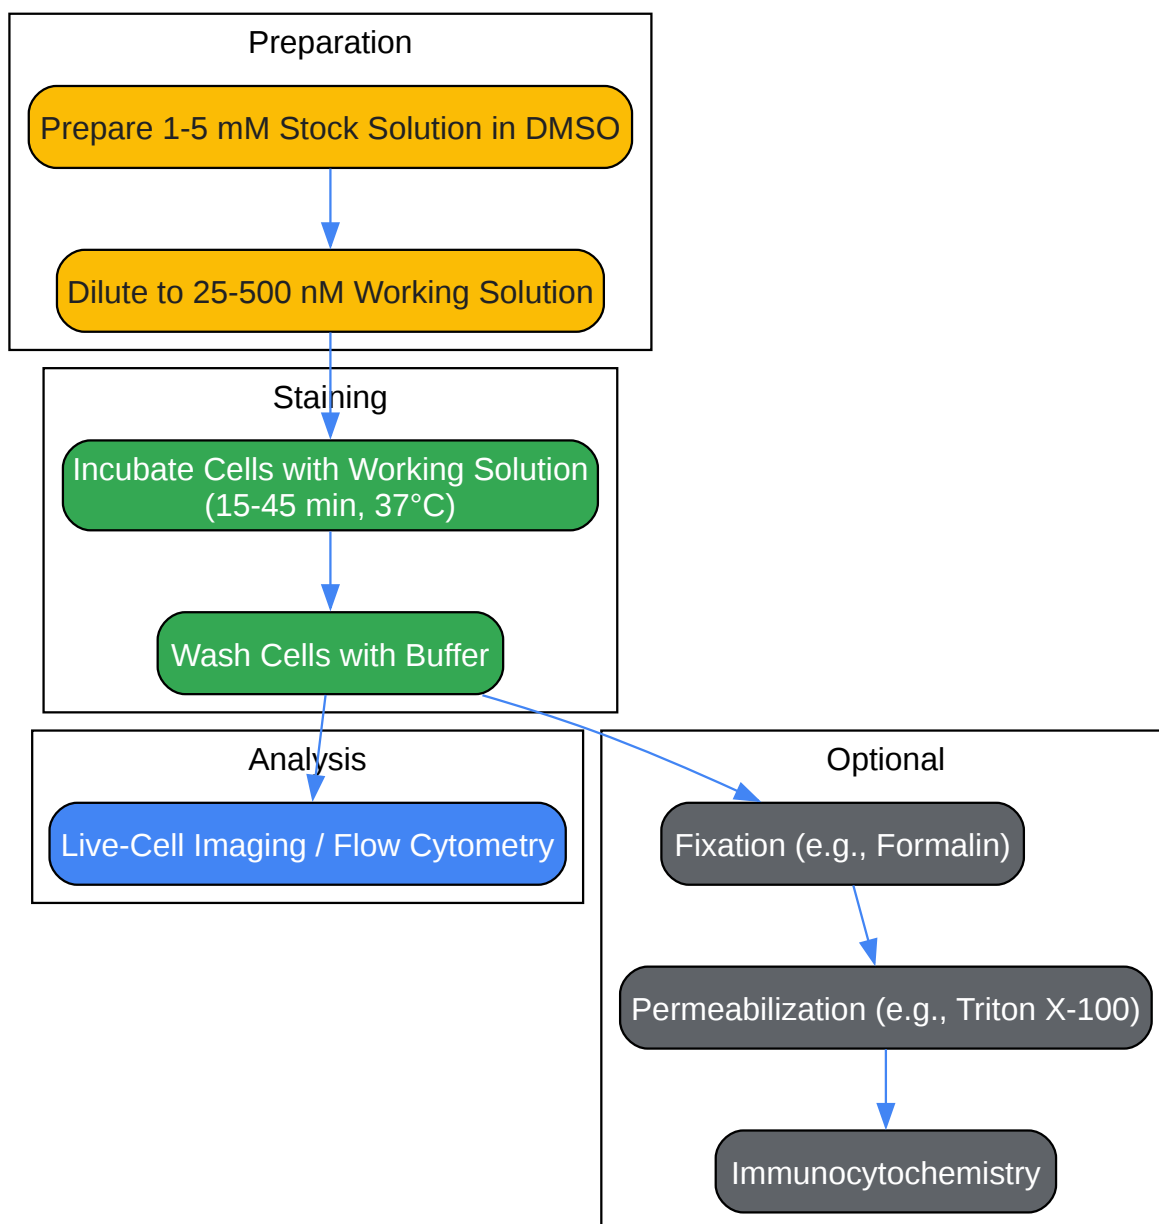 Preparation
Prepare 1-5 mM Stock Solution in DMSO
Dilute to 25-500 nM Working Solution
Staining
Incubate Cells with Working Solution
(15-45 min, 37°C)
Wash Cells with Buffer
Analysis
Live-Cell Imaging / Flow Cytometry
Optional
Fixation (e.g., Formalin)
Permeabilization (e.g., Triton X-100)
Immunocytochemistry